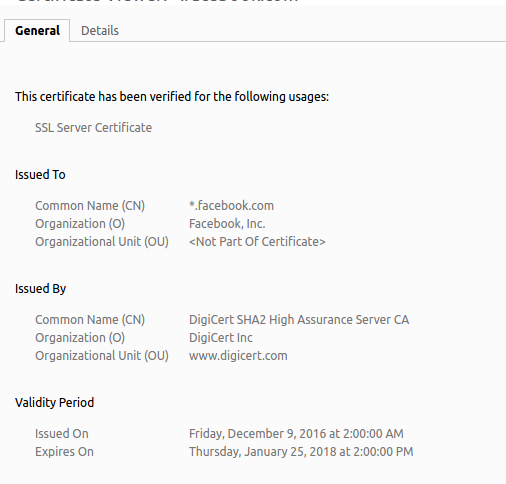 General Details
This certificate has been verified for the following usages:
SSL Server Certificate
Issued To
Common Name (CN) *.facebook.com
Organization (O) Facebook, Inc.
Organizational Unit (OU) <Not Part Of Certificate>
Issued By
Common Name (CN) DigiCert SHA2 High Assurance Server CA
Organization (O) DigiCert Inc
Organizational Unit (OU) www.digicert.com
Validity Period
Issued On Friday, December 9, 2016 at 2:00:00 AM
Expires On Thursday, January 25, 2018 at 2:00:00 PM